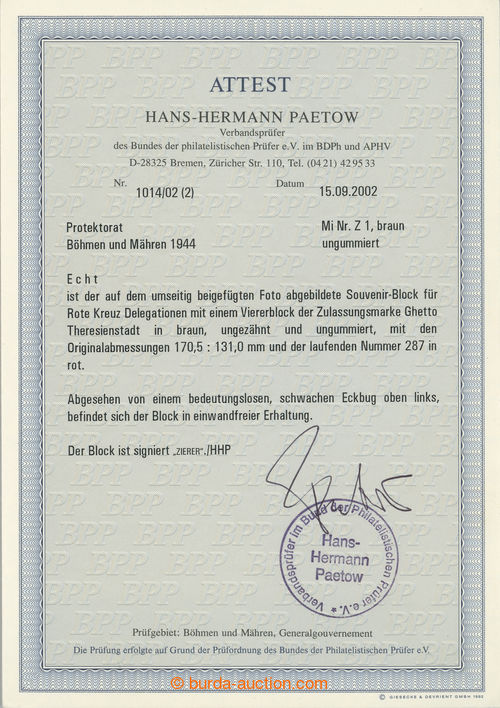 ATTEST
HANS-HERMANN PAETOW
Verbandsprüfer
des Bundes der philatelistischen Prüfer e.V. im BDPh und APHV
D-28325 Bremen, Züricher Str. 110, Tel. (04 21) 42 95 33
Nr. 1014/02 (2) Datum 15.09.2002
Protektorat Mi Nr. Z 1, braun
Böhmen und Mähren 1944 ungummiert
E c h t
ist der auf dem umseitig beigefügten Foto abgebildete Souvenir-Block für
Rote Kreuz Delegationen mit einem Viererblock der Zulassungsmarke Ghetto
Theresienstadt in braun, ungezähnt und ungummiert, mit den
Originalabmessungen 170,5 : 131,0 mm und der laufenden Nummer 287 in
rot.
Abgesehen von einem bedeutungslosen, schwachen Eckbug oben links,
befindet sich der Block in einwandfreier Erhaltung.
Der Block ist signiert „ZIERER"./HHP
Verbandsprüfer im Bund der Philatelistischen Prüfer e.V. *
Hans-
Hermann
Paetow
Prüfgebiet: Böhmen und Mähren, Generalgouvernement
Die Prüfung erfolgte auf Grund der Prüfordnung des Bundes der Philatelistischen Prüfer e.V.
© burda-auction.com
© GIESECKE & DEVRIENT GMBH 1992